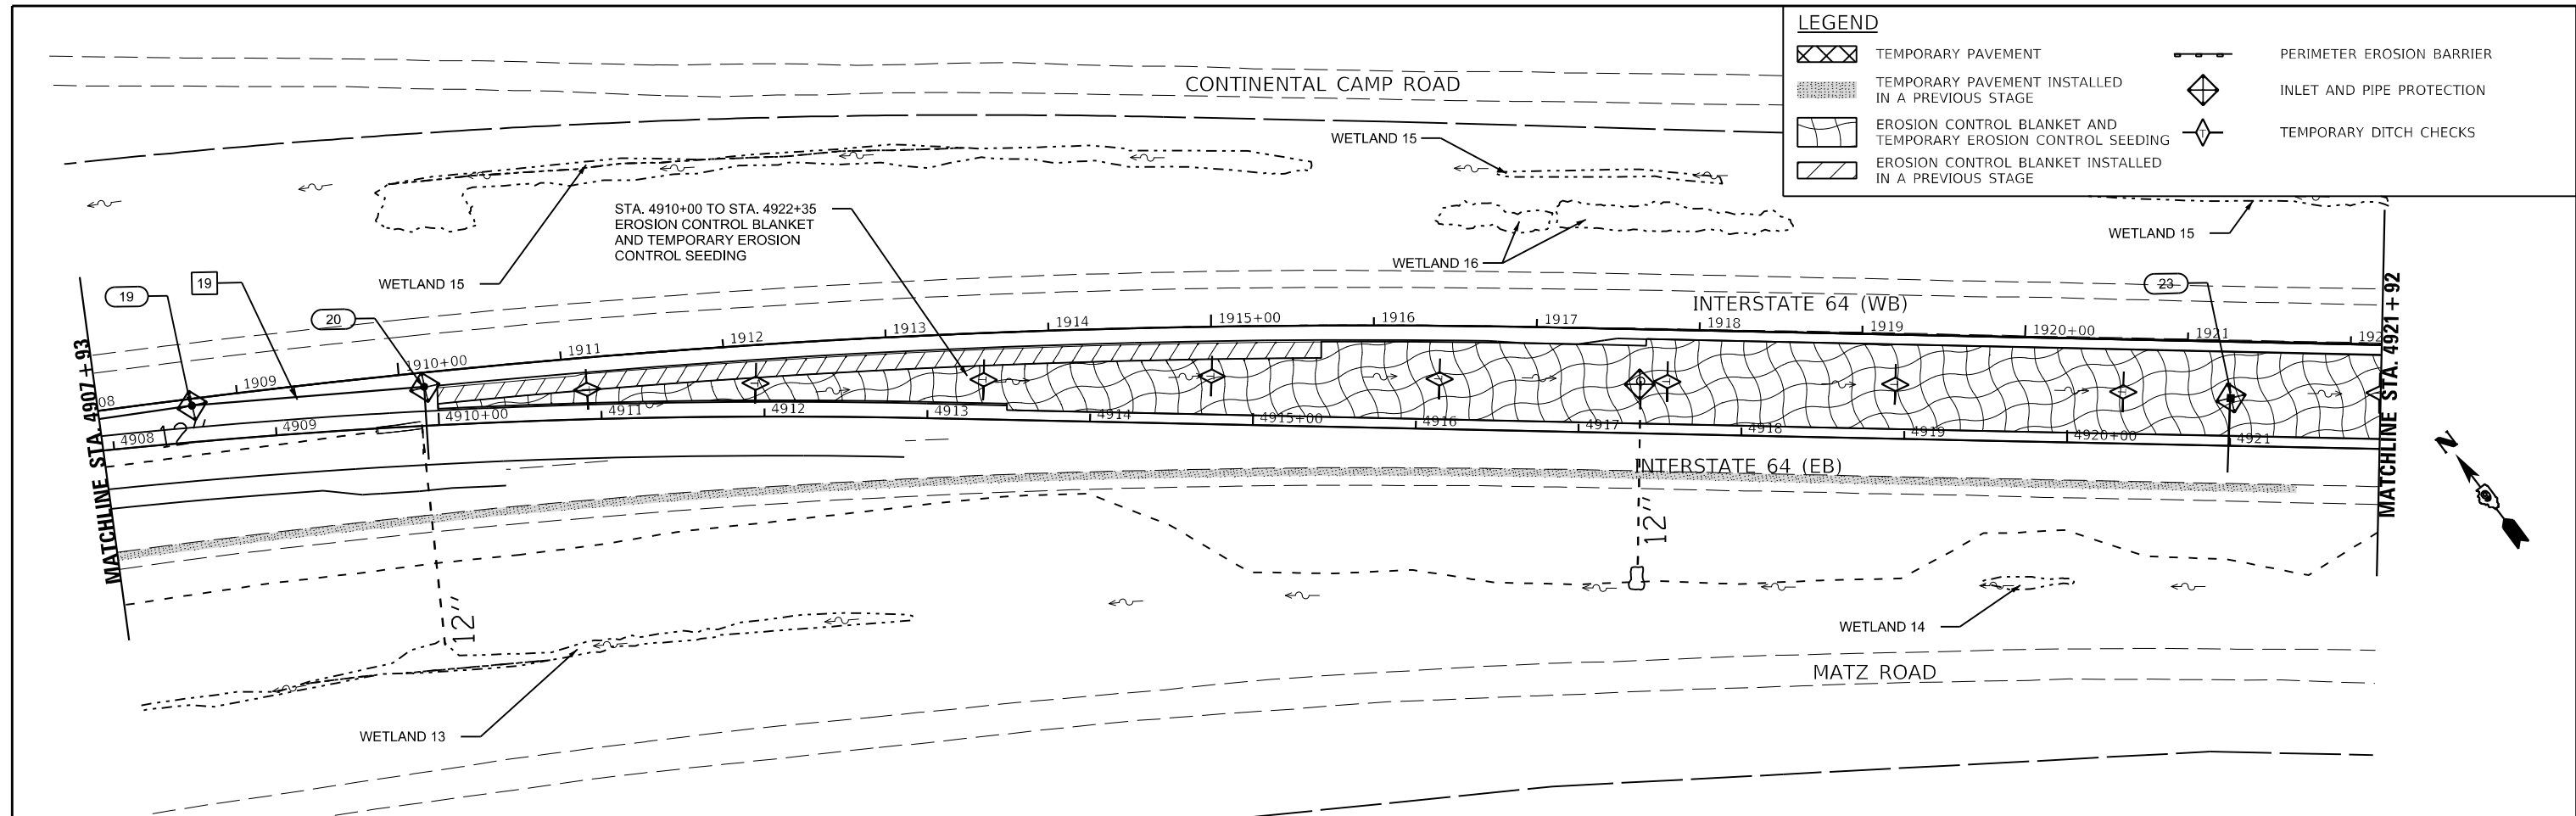 LEGEND
TEMPORARY PAVEMENT
TEMPORARY PAVEMENT INSTALLED
IN A PREVIOUS STAGE
EROSION CONTROL BLANKET AND
TEMPORARY EROSION CONTROL SEEDING
EROSION CONTROL BLANKET INSTALLED
IN A PREVIOUS STAGE
PERIMETER EROSION BARRIER
INLET AND PIPE PROTECTION
T
TEMPORARY DITCH CHECKS
CONTINENTAL CAMP ROAD
WETLAND 15
STA. 4910+00 TO STA. 4922+35
EROSION CONTROL BLANKET
AND TEMPORARY EROSION
CONTROL SEEDING
WETLAND 15
WETLAND 16
WETLAND 15
19
19
20
23
INTERSTATE 64 (WB)
MATCHLINE STA. 4907+93
MATCHLINE STA. 4921+92
08
1909
1910+00
1911
1912
1913
1914
1915+00
1916
1917
1918
1919
1920+00
1921
192
4908
12"
4909
4910+00
4911
4912
4913
4914
4915+00
4916
4917
4918
4919
4920+00
4921
INTERSTATE 64 (EB)
N
12"
12"
WETLAND 14
MATZ ROAD
WETLAND 13